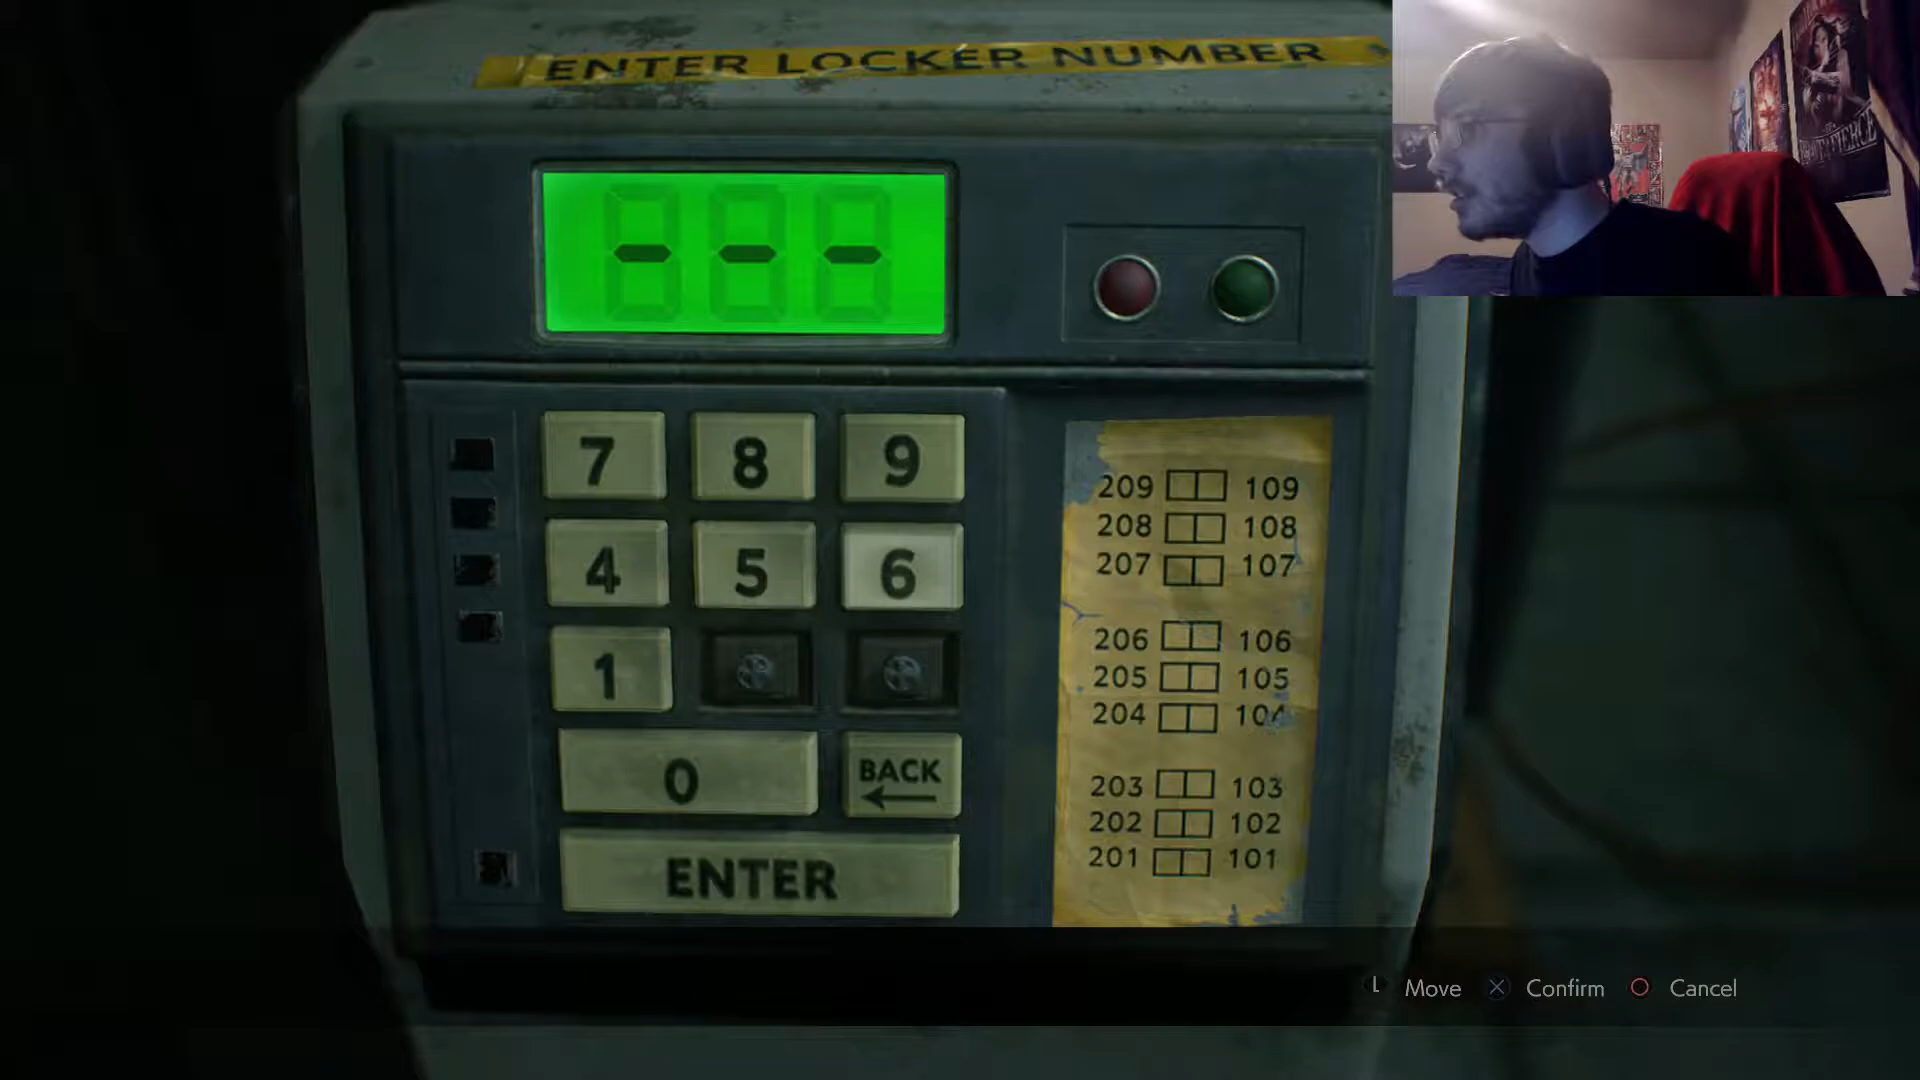 ENTER LOCKER NUMBER
7 8 9
4 5 6
1
0 BACK
ENTER
209 109
208 108
207 107
206 106
205 105
204 104
203 103
202 102
201 101
L Move Confirm Cancel